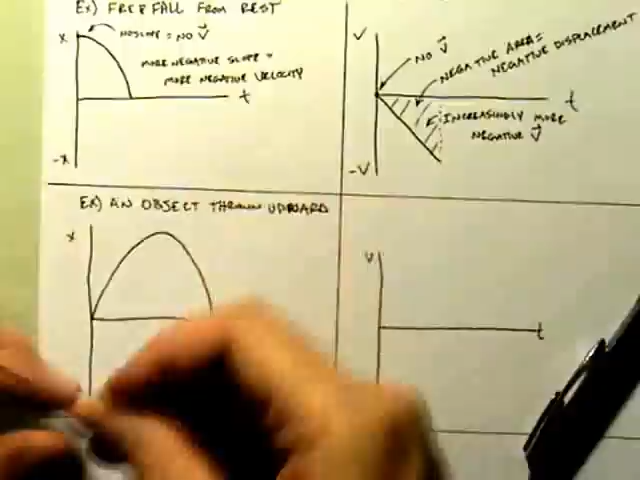 Ex) FREE FALL FROM REST
X
NO SLOPE = NO V
MORE NEGATIVE SLOPE =
MORE NEGATIVE VELOCITY
t
-X
V
NO V
NEGATIVE AREA =
NEGATIVE DISPLACEMENT
t
INCREASINGLY MORE
NEGATIVE V
-V
Ex) AN OBJECT THROWN UPWARD
X
V
t